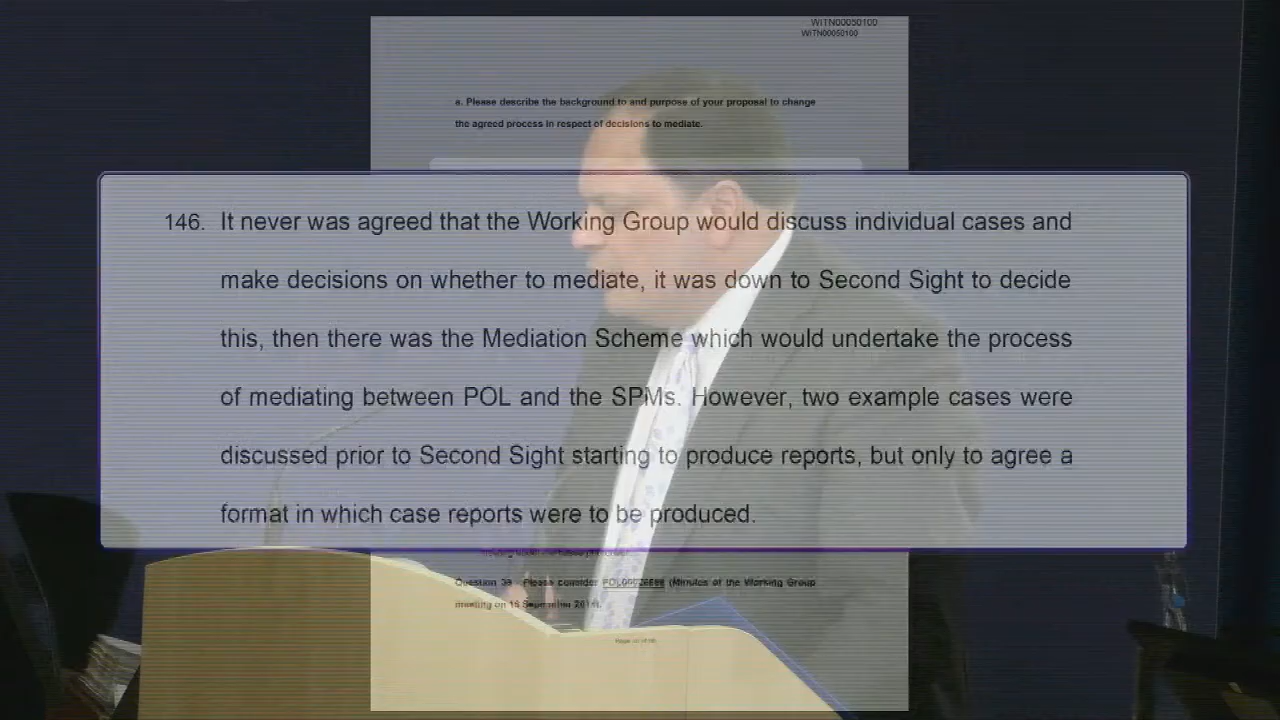 WITN00050100
WITN00050100
a. Please describe the background to and purpose of your proposal to change
the agreed process in respect of decisions to mediate.
146. It never was agreed that the Working Group would discuss individual cases and
make decisions on whether to mediate, it was down to Second Sight to decide
this, then there was the Mediation Scheme which would undertake the process
of mediating between POL and the SPMs. However, two example cases were
discussed prior to Second Sight starting to produce reports, but only to agree a
format in which case reports were to be produced.
Please consider (Minutes of the Working Group
meeting on September